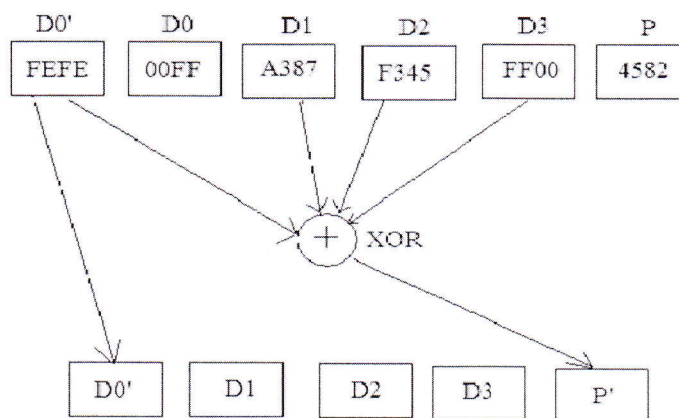 D0' D0 D1 D2 D3 P
FEFE 00FF A387 F345 FF00 4582
+ XOR
D0' D1 D2 D3 P'